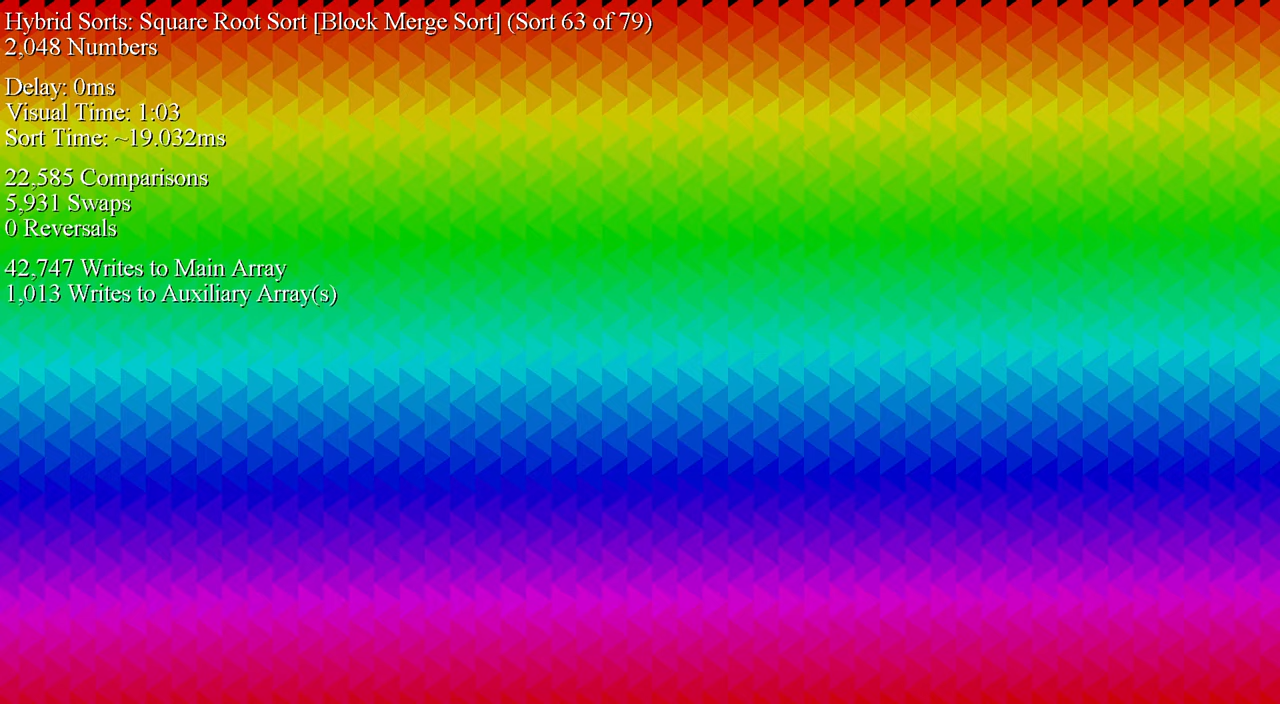 Hybrid Sorts: Square Root Sort [Block Merge Sort] (Sort 63 of 79)
2,048 Numbers
Delay: 0ms
Visual Time: 1:03
Sort Time: ~19.032ms
22,585 Comparisons
5,931 Swaps
0 Reversals
42,747 Writes to Main Array
1,013 Writes to Auxiliary Array(s)